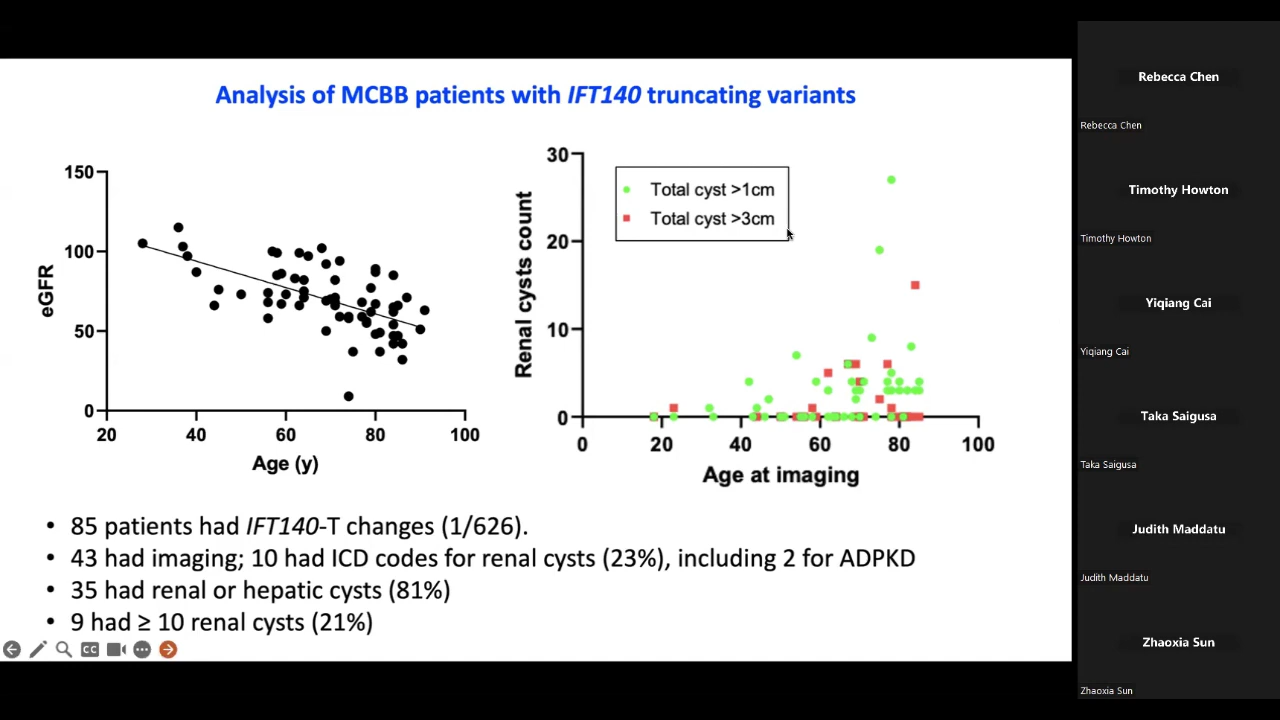 Analysis of MCBB patients with IFT140 truncating variants
150
100
50
0
20
40
60
80
100
eGFR
Age (y)
30
20
10
0
0
20
40
60
80
100
Renal cysts count
Age at imaging
Total cyst >1cm
Total cyst >3cm
• 85 patients had IFT140-T changes (1/626).
• 43 had imaging; 10 had ICD codes for renal cysts (23%), including 2 for ADPKD
• 35 had renal or hepatic cysts (81%)
• 9 had ≥ 10 renal cysts (21%)
CC
Rebecca Chen
Rebecca Chen
Timothy Howton
Timothy Howton
Yiqiang Cai
Yiqiang Cai
Taka Saigusa
Taka Saigusa
Judith Maddatu
Judith Maddatu
Zhaoxia Sun
Zhaoxia Sun